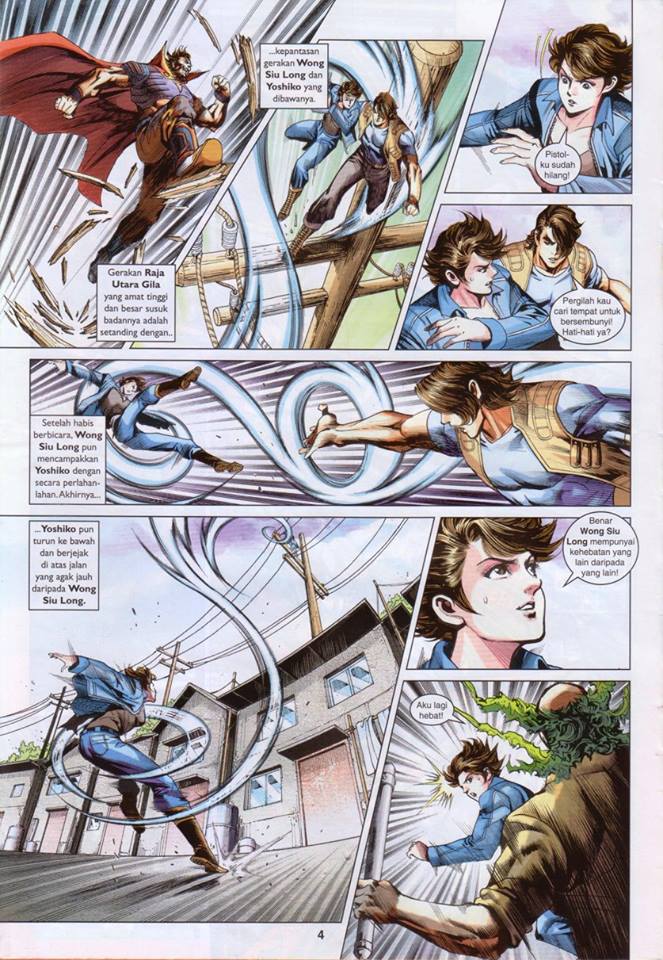 Gerakan Raja
Utara Gila
yang amat tinggi
dan besar susuk
badannya adalah
setanding dengan..
...kepantasan
gerakan Wong
Siu Long dan
Yoshiko yang
dibawanya.
Pistol-
ku sudah
hilang!
Pergilah kau
cari tempat untuk
bersembunyi!
Hati-hati ya?
Setelah habis
berbicara, Wong
Siu Long pun
mencampakkan
Yoshiko dengan
secara perlahan-
lahan. Akhirnya...
...Yoshiko pun
turun ke bawah
dan berjejak
di atas jalan
yang agak jauh
daripada Wong
Siu Long.
Benar
Wong Siu
Long mempunyai
kehebatan yang
lain daripada
yang lain!
Aku lagi
hebat!
4